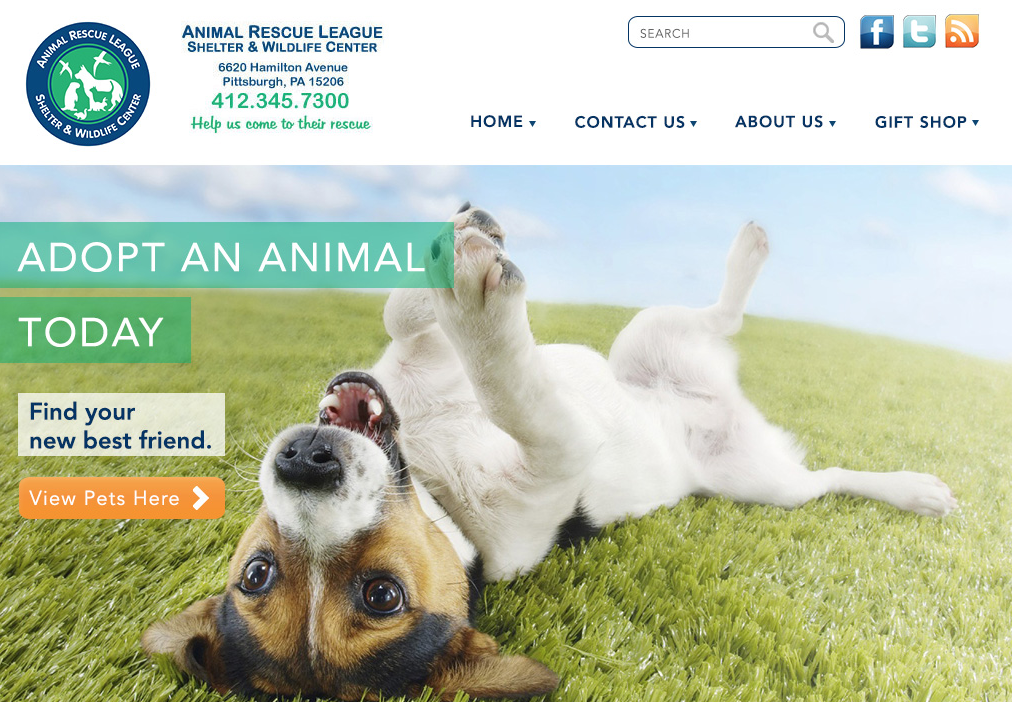 ANIMAL RESCUE LEAGUE
SHELTER & WILDLIFE CENTER
ANIMAL RESCUE LEAGUE
SHELTER & WILDLIFE CENTER
6620 Hamilton Avenue
Pittsburgh, PA 15206
412.345.7300
Help us come to their rescue
SEARCH
f
t
HOME
CONTACT US
ABOUT US
GIFT SHOP
ADOPT AN ANIMAL
TODAY
Find your
new best friend.
View Pets Here